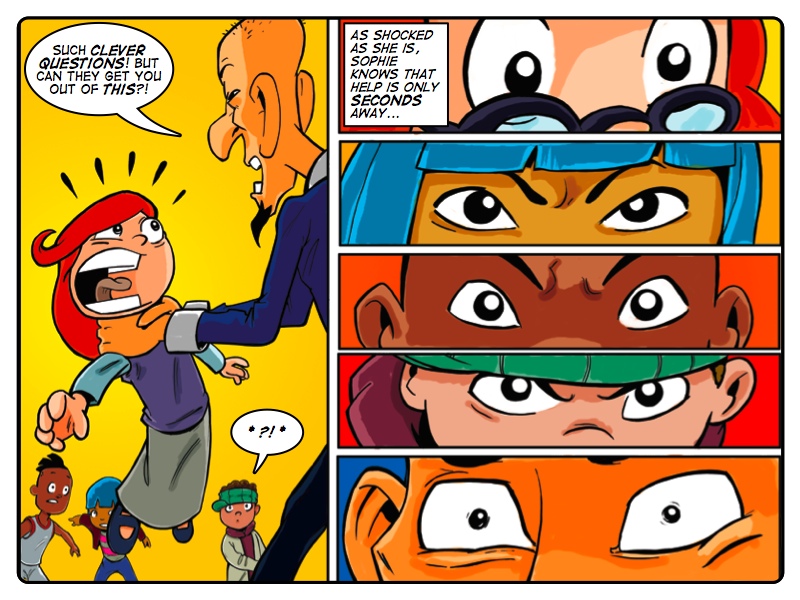 SUCH CLEVER
QUESTIONS! BUT
CAN THEY GET YOU
OUT OF THIS?!
*?!*
AS SHOCKED
AS SHE IS,
SOPHIE
KNOWS THAT
HELP IS ONLY
SECONDS
AWAY...